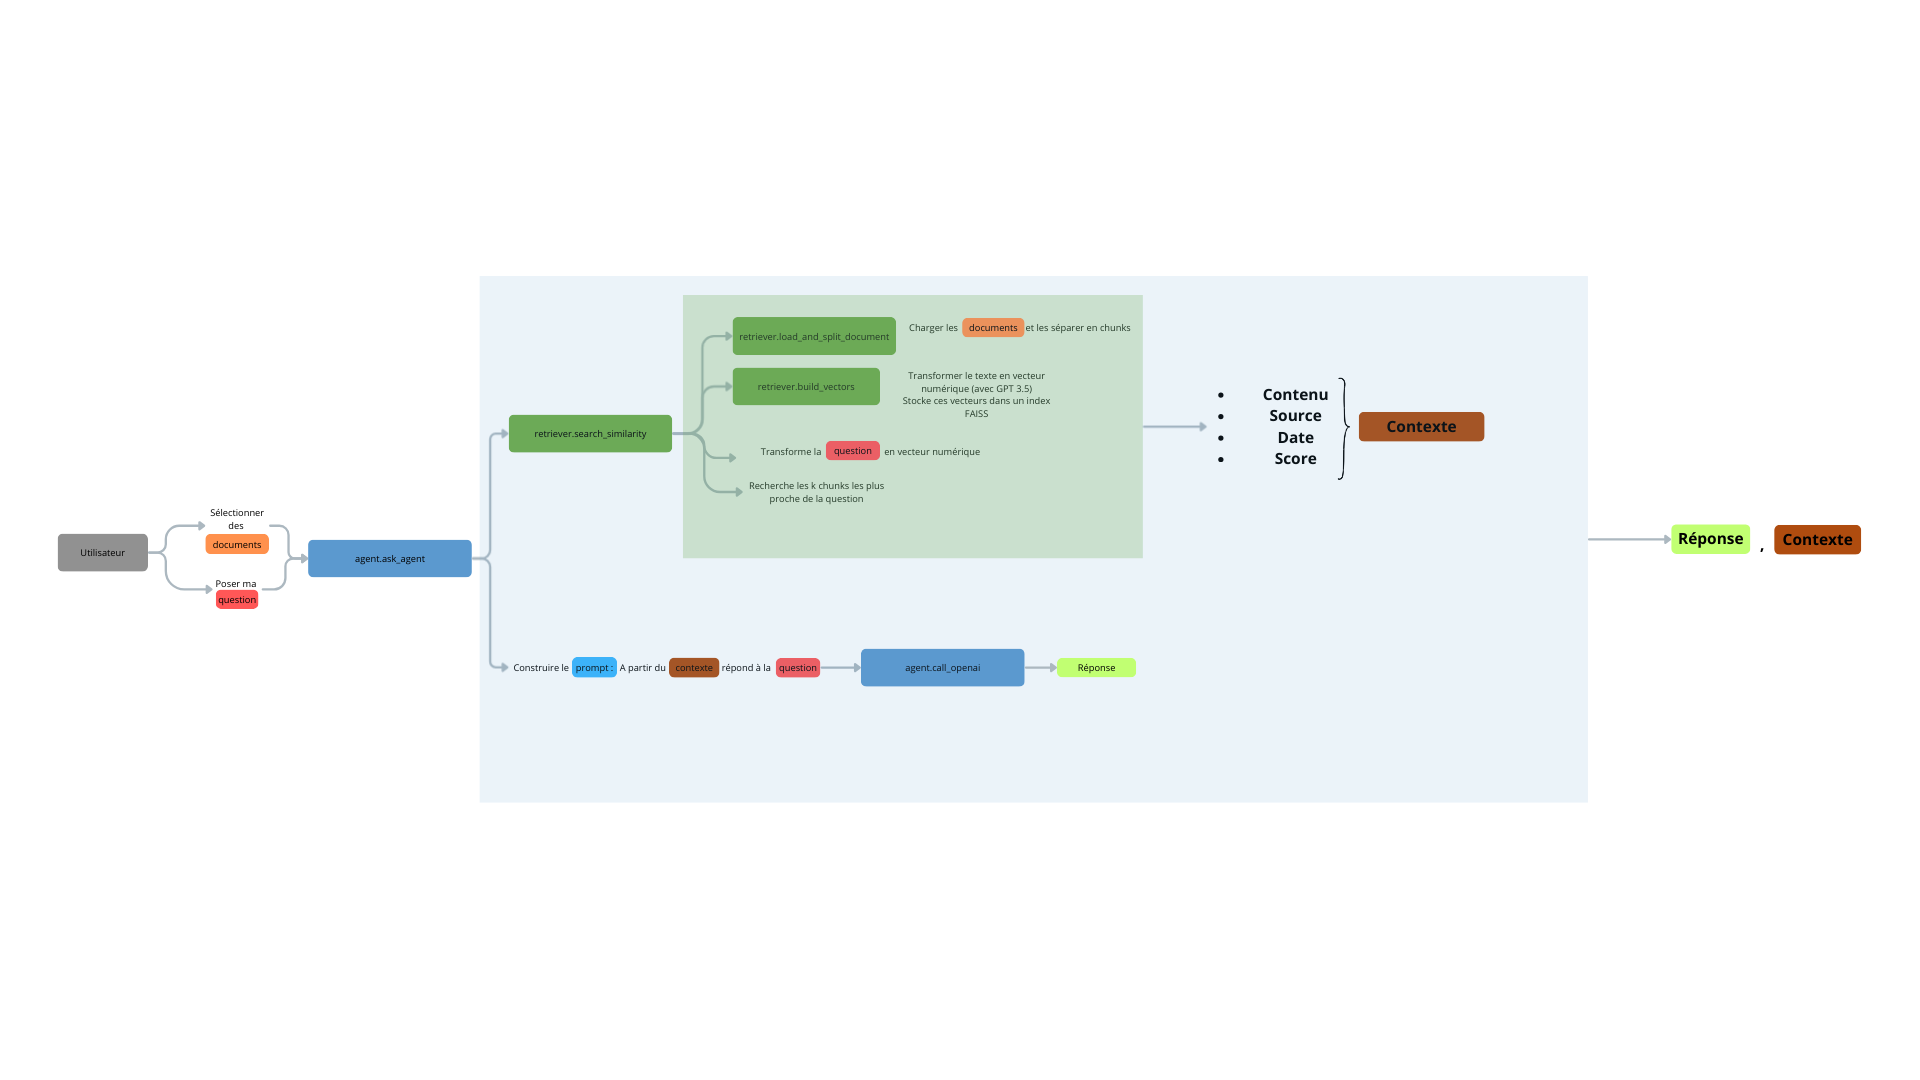 Utilisateur
Sélectionner
des
documents
Poser ma
question
agent.ask_agent
retriever.search_similarity
retriever.load_and_split_document
Charger les documents et les séparer en chunks
retriever.build_vectors
Transformer le texte en vecteur
numérique (avec GPT 3.5)
Stocke ces vecteurs dans un index
FAISS
Transforme la question en vecteur numérique
Recherche les k chunks les plus
proche de la question
Contenu
Source
Date
Score
Contexte
Construire le prompt : A partir du contexte répond à la question
agent.call_openai
Réponse
Réponse , Contexte